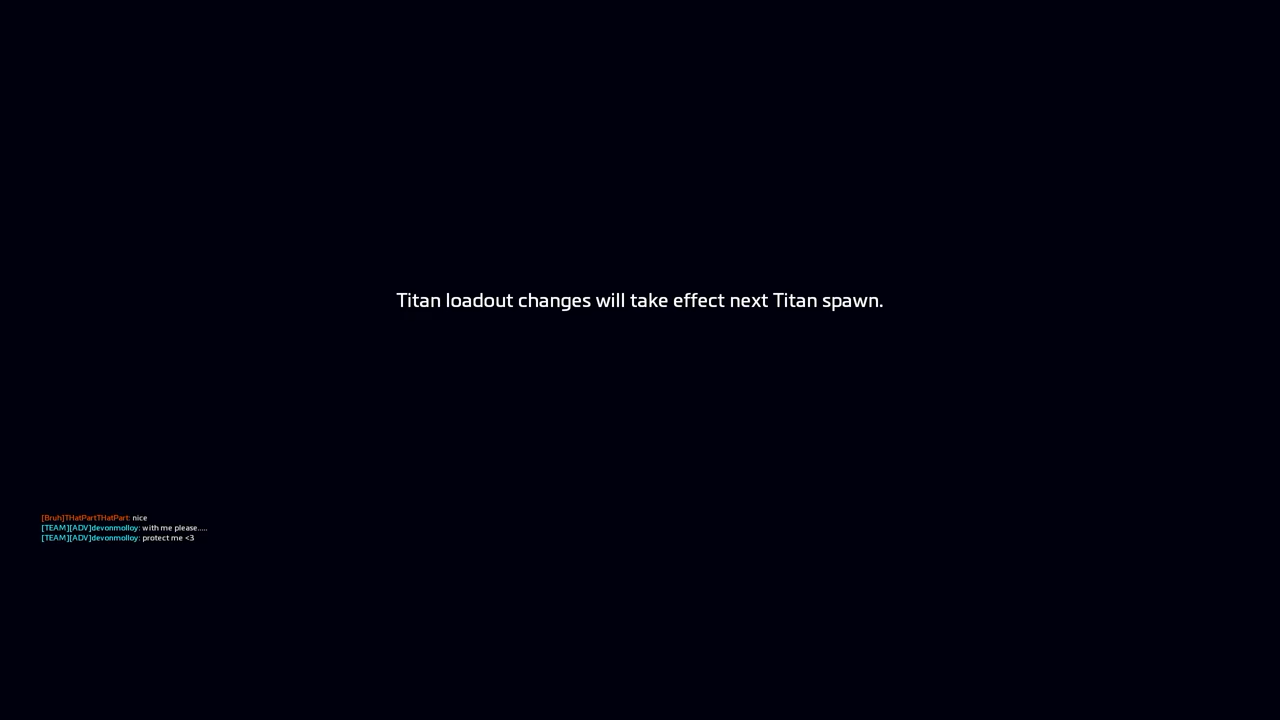 Titan loadout changes will take effect next Titan spawn.
[Bruh]THatPartTHatPart: nice
[TEAM][ADV]devonmolloy: with me please.....
[TEAM][ADV]devonmolloy: protect me <3